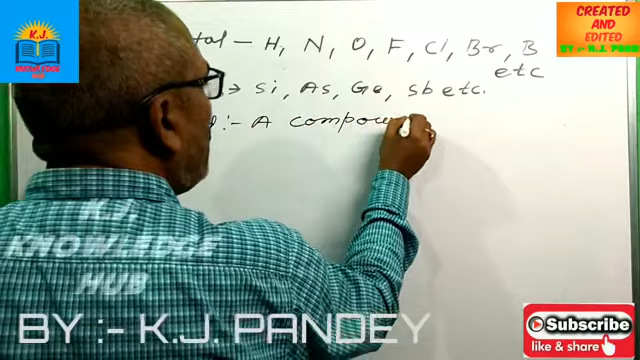 K.J.
KNOWLEDGE
HUB
CREATED
AND
EDITED
BY :- K.J. PAND
tal — H, N, O, F, Cl, Br, B
etc
→ Si, As, Ge, Sb etc.
:- A compou
K.J.
KNOWLEDGE
HUB
BY :- K.J. PANDEY
Subscribe
like & share